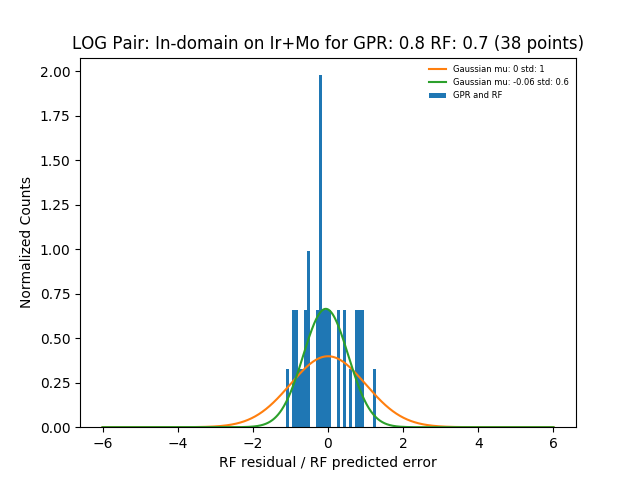 LOG Pair: In-domain on Ir+Mo for GPR: 0.8 RF: 0.7 (38 points)
Gaussian mu: 0 std: 1
Gaussian mu: -0.06 std: 0.6
GPR and RF
Normalized Counts
2.00
1.75
1.50
1.25
1.00
0.75
0.50
0.25
0.00
−6
−4
−2
0
2
4
6
RF residual / RF predicted error